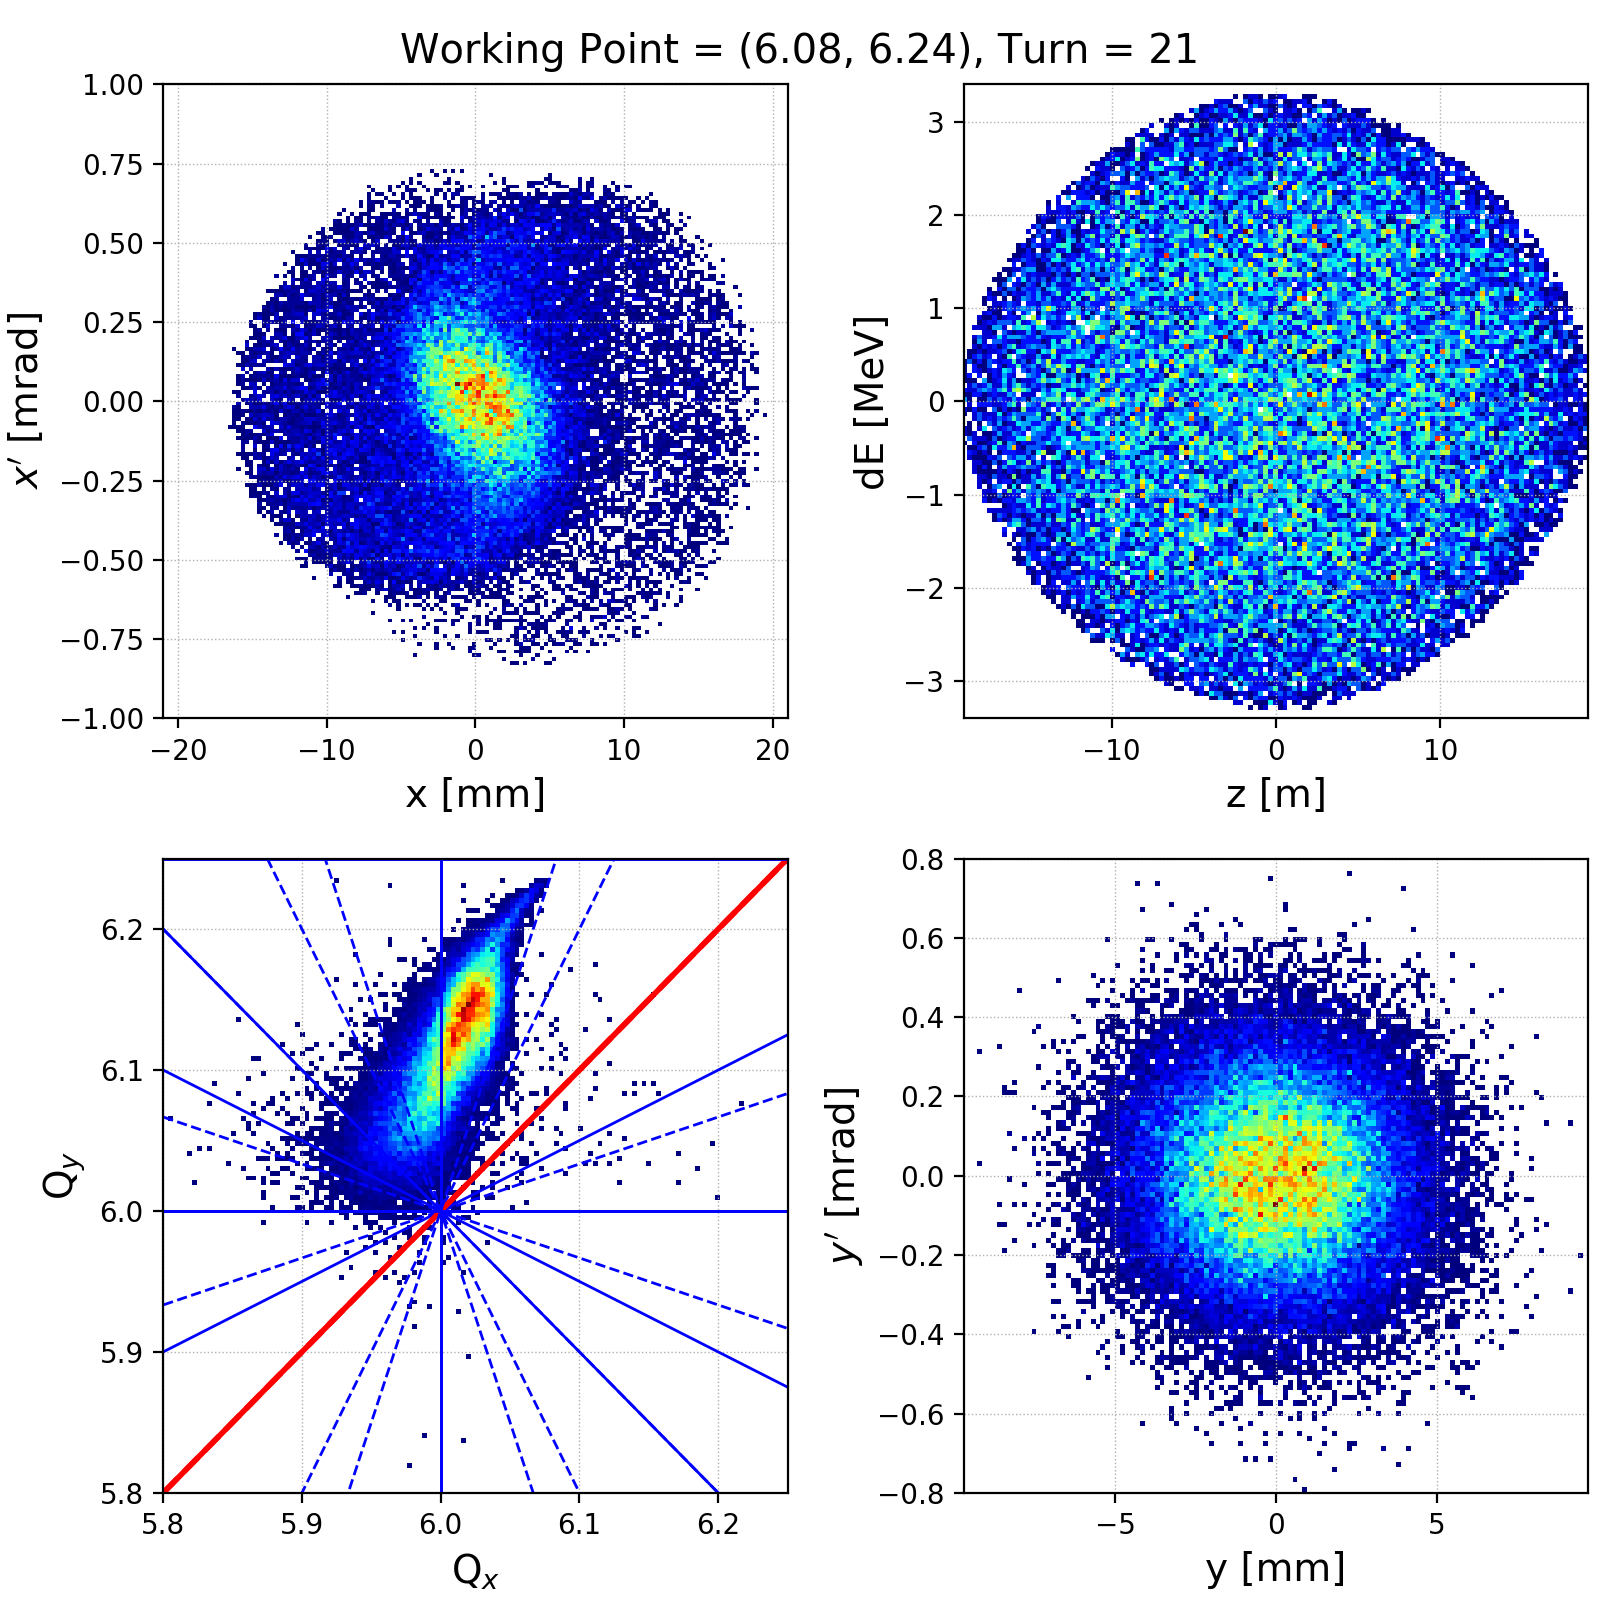 Working Point = (6.08, 6.24), Turn = 21
1.00
0.75
0.50
0.25
0.00
−0.25
−0.50
−0.75
−1.00
x′ [mrad]
−20 −10 0 10 20
x [mm]
3
2
1
0
−1
−2
−3
dE [MeV]
−10 0 10
z [m]
6.2
6.1
6.0
5.9
5.8
Qy
5.8 5.9 6.0 6.1 6.2
Qx
0.8
0.6
0.4
0.2
0.0
−0.2
−0.4
−0.6
−0.8
y′ [mrad]
−5 0 5
y [mm]